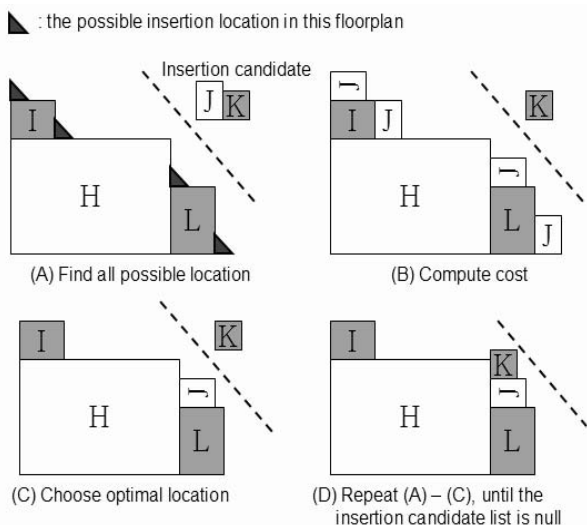 : the possible insertion location in this floorplan
Insertion candidate
J K
I
H
L
(A) Find all possible location
K
J
I J
H
J
L
J
(B) Compute cost
K
I
H
J
L
(C) Choose optimal location
I
K
H
J
L
(D) Repeat (A) – (C), until the
insertion candidate list is null